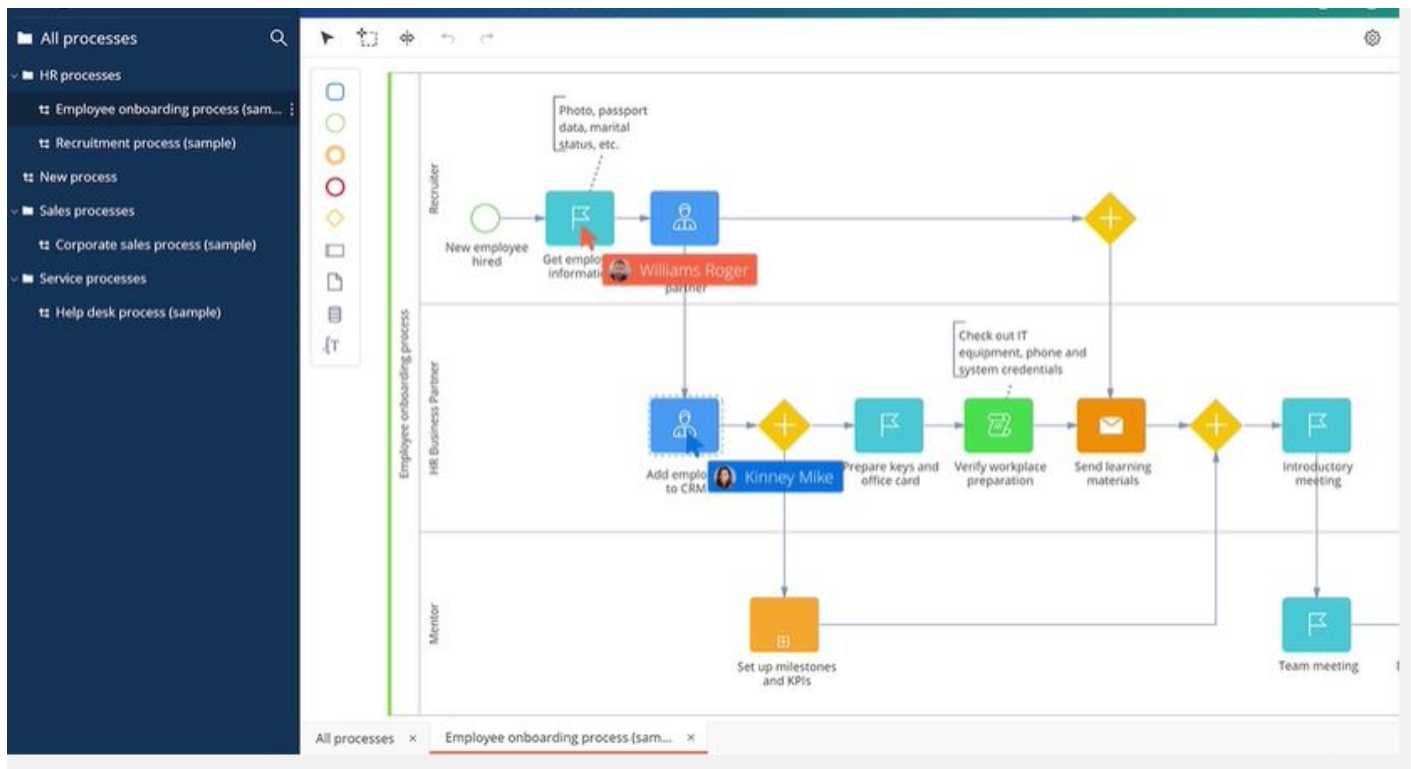 All processes
HR processes
Employee onboarding process (sam...
Recruitment process (sample)
New process
Sales processes
Corporate sales process (sample)
Service processes
Help desk process (sample)
Employee onboarding process
Recruiter
Photo, passport
data, marital
status, etc.
New employee
hired
Get emplo
informati
Williams Roger
partner
HR Business Partner
Check out IT
equipment, phone and
system credentials
Add emplo
to CRM
Kinney Mike
Prepare keys and
office card
Verify workplace
preparation
Send learning
materials
Introductory
meeting
Mentor
Set up milestones
and KPIs
Team meeting
All processes
Employee onboarding process (sam...